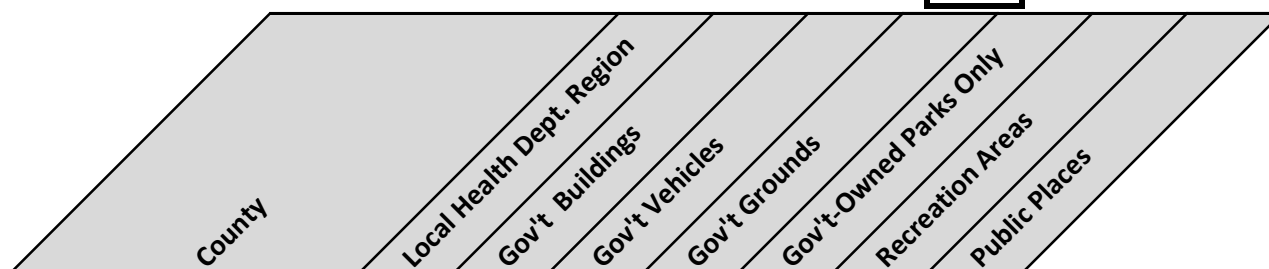 County
Local Health Dept. Region
Gov't  Buildings
Gov't Vehicles
Gov't Grounds
Gov't-Owned Parks Only
Recreation Areas
Public Places